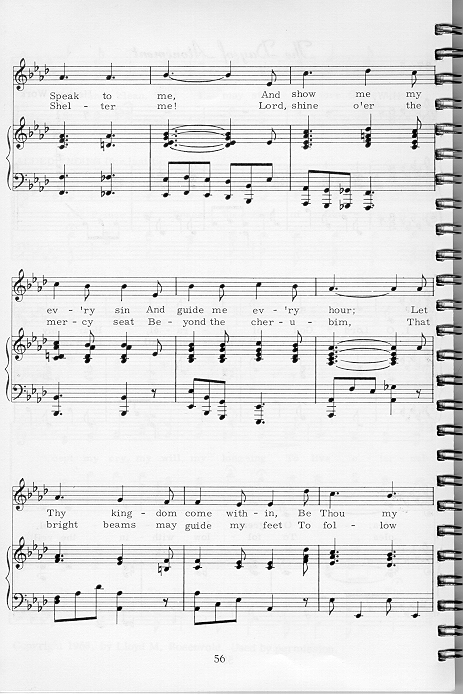 Speak to me, And show me my
Shel - ter me! Lord, shine o'er the
ev - 'ry sin And guide me ev - 'ry hour; Let
mer - cy seat Be - yond the cher - u - bim, That
Thy king - dom come with - in, Be Thou my
bright beams may guide my feet To fol - low
56